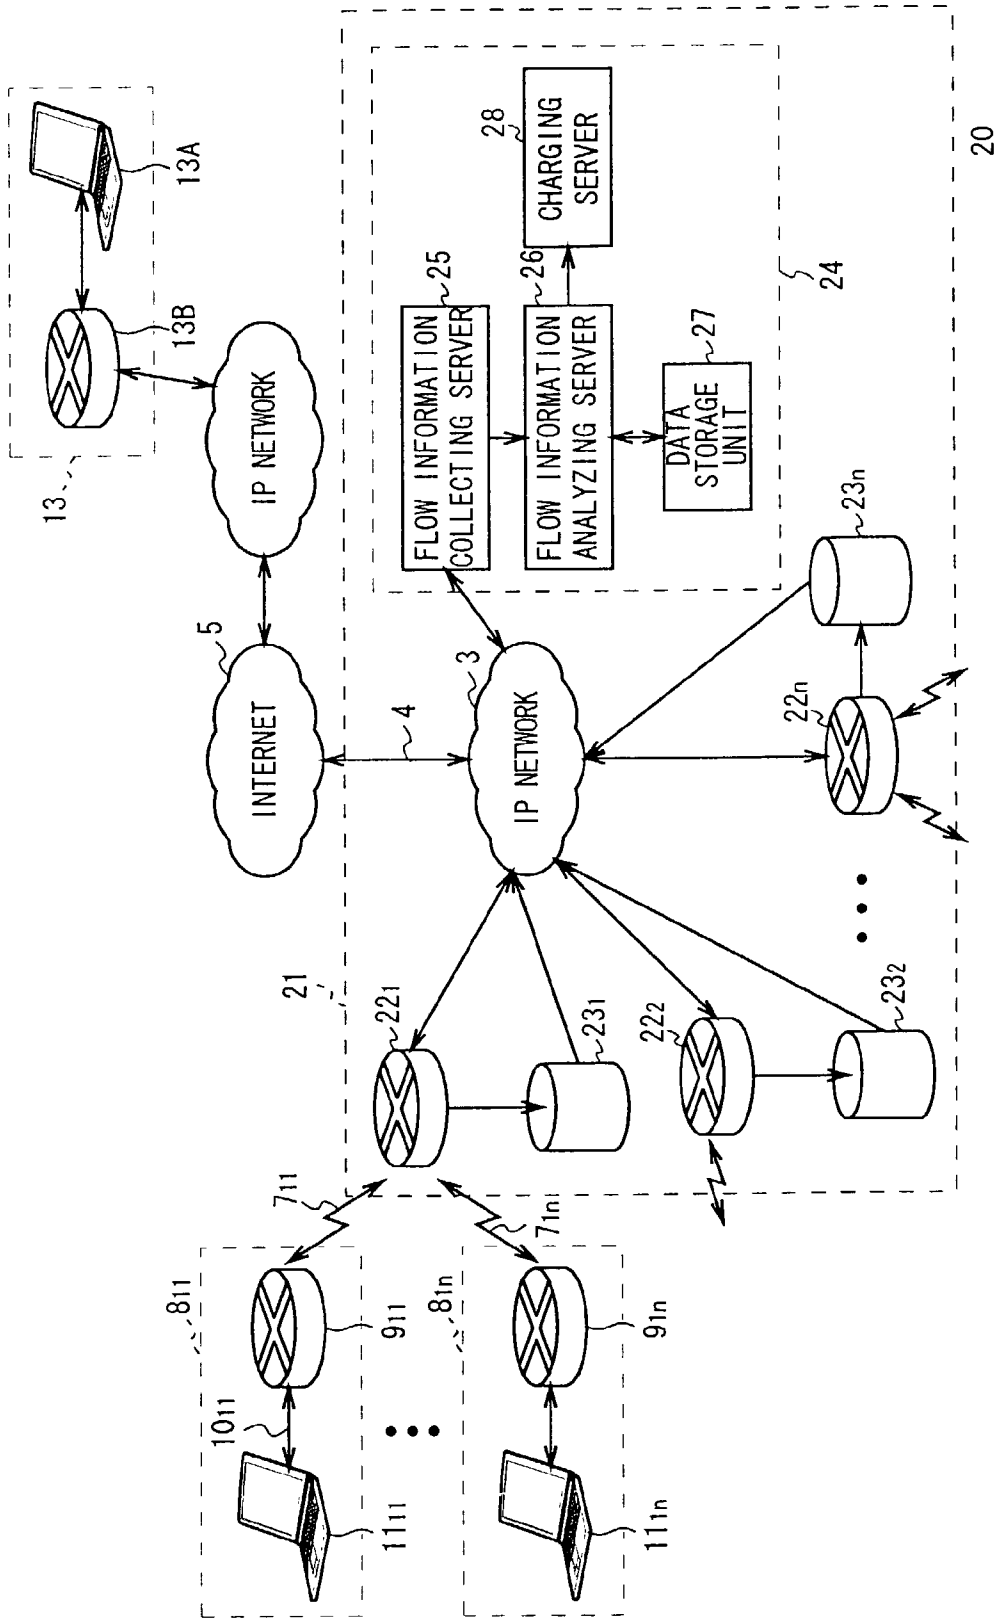 20
13
13A
13B
IP NETWORK
5
INTERNET
4
21
3
IP NETWORK
24
25
FLOW INFORMATION
COLLECTING SERVER
26
FLOW INFORMATION
ANALYZING SERVER
28
CHARGING
SERVER
27
DATA
STORAGE
UNIT
22₁
23₁
22₂
23₂
22n
23n
•••
7₁₁
7₁n
8₁₁
9₁₁
10₁₁
11₁₁
•••
8₁n
9₁n
11₁n